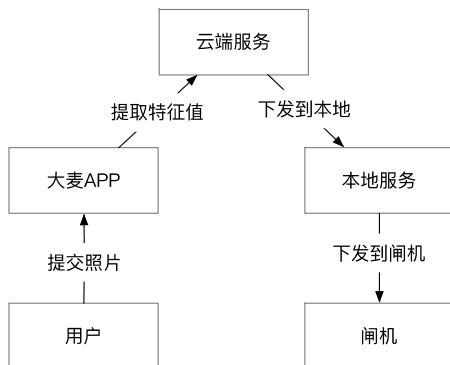 云端服务
提取特征值
下发到本地
大麦APP
本地服务
提交照片
下发到闸机
用户
闸机